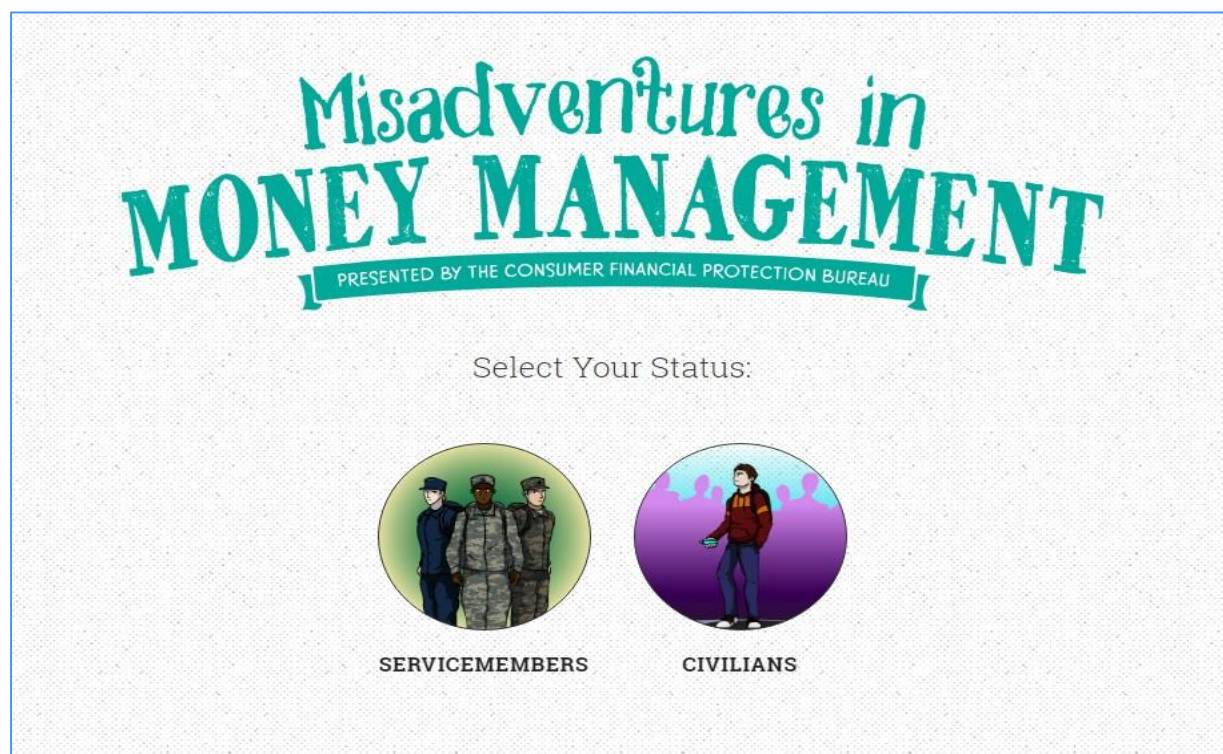 Misadventures in
MONEY MANAGEMENT
PRESENTED BY THE CONSUMER FINANCIAL PROTECTION BUREAU
Select Your Status:
SERVICEMEMBERS
CIVILIANS